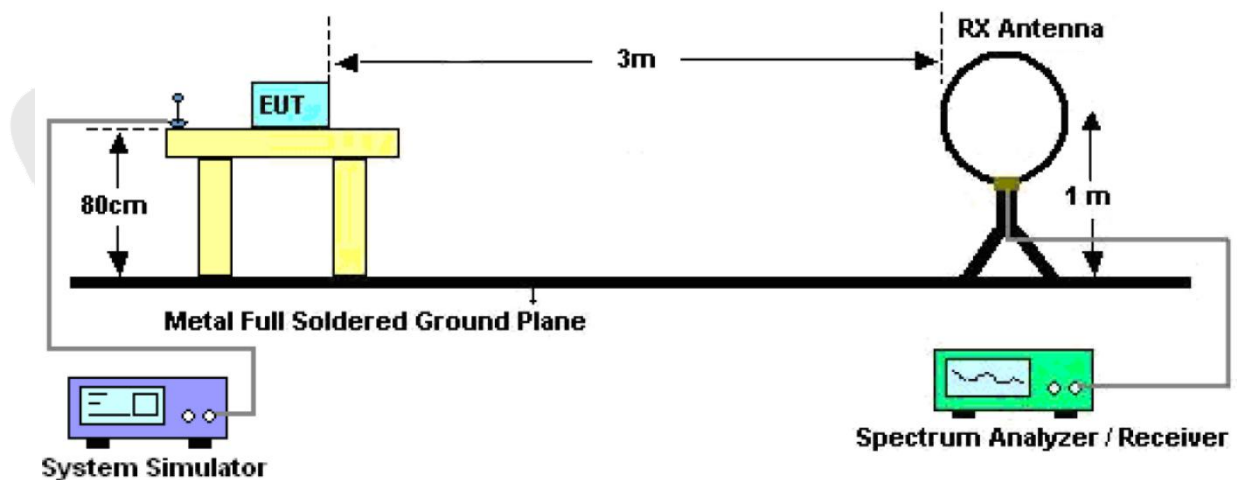 RX Antenna
3m
EUT
80cm
1 m
Metal Full Soldered Ground Plane
System Simulator
Spectrum Analyzer / Receiver